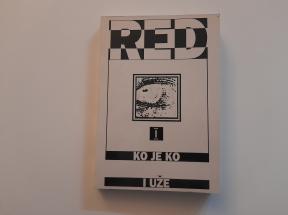 RED
Ï
KO JE KO
I UŽE